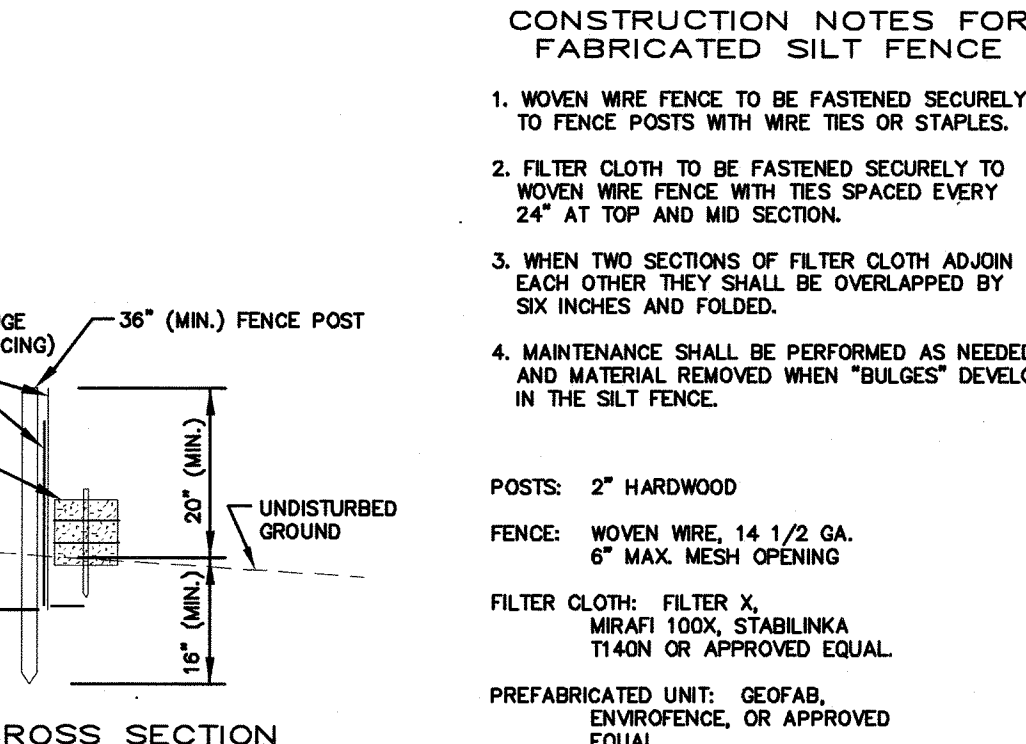 CONSTRUCTION NOTES FOR
FABRICATED SILT FENCE
1. WOVEN WIRE FENCE TO BE FASTENED SECURELY
TO FENCE POSTS WITH WIRE TIES OR STAPLES.
2. FILTER CLOTH TO BE FASTENED SECURELY TO
WOVEN WIRE FENCE WITH TIES SPACED EVERY
24" AT TOP AND MID SECTION.
3. WHEN TWO SECTIONS OF FILTER CLOTH ADJOIN
EACH OTHER THEY SHALL BE OVERLAPPED BY
SIX INCHES AND FOLDED.
4. MAINTENANCE SHALL BE PERFORMED AS NEEDED
AND MATERIAL REMOVED WHEN "BULGES" DEVELO
IN THE SILT FENCE.
POSTS: 2" HARDWOOD
FENCE: WOVEN WIRE, 14 1/2 GA.
6" MAX. MESH OPENING
FILTER CLOTH: FILTER X,
MIRAFI 100X, STABILINKA
T140N OR APPROVED EQUAL.
PREFABRICATED UNIT: GEOFAB,
ENVIROFENCE, OR APPROVED
EQUAL
GE
CING)
36" (MIN.) FENCE POST
20" (MIN.)
UNDISTURBED
GROUND
16" (MIN.)
ROSS SECTION